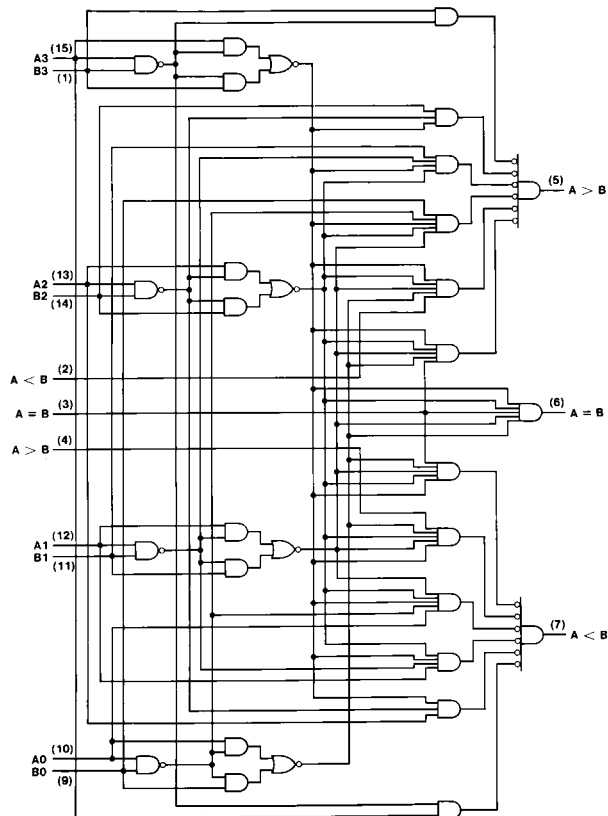 A3 (15)
B3 (1)
(5) A > B
A2 (13)
B2 (14)
A < B (2)
A = B (3)
(6) A = B
A > B (4)
A1 (12)
B1 (11)
(7) A < B
A0 (10)
B0 (9)